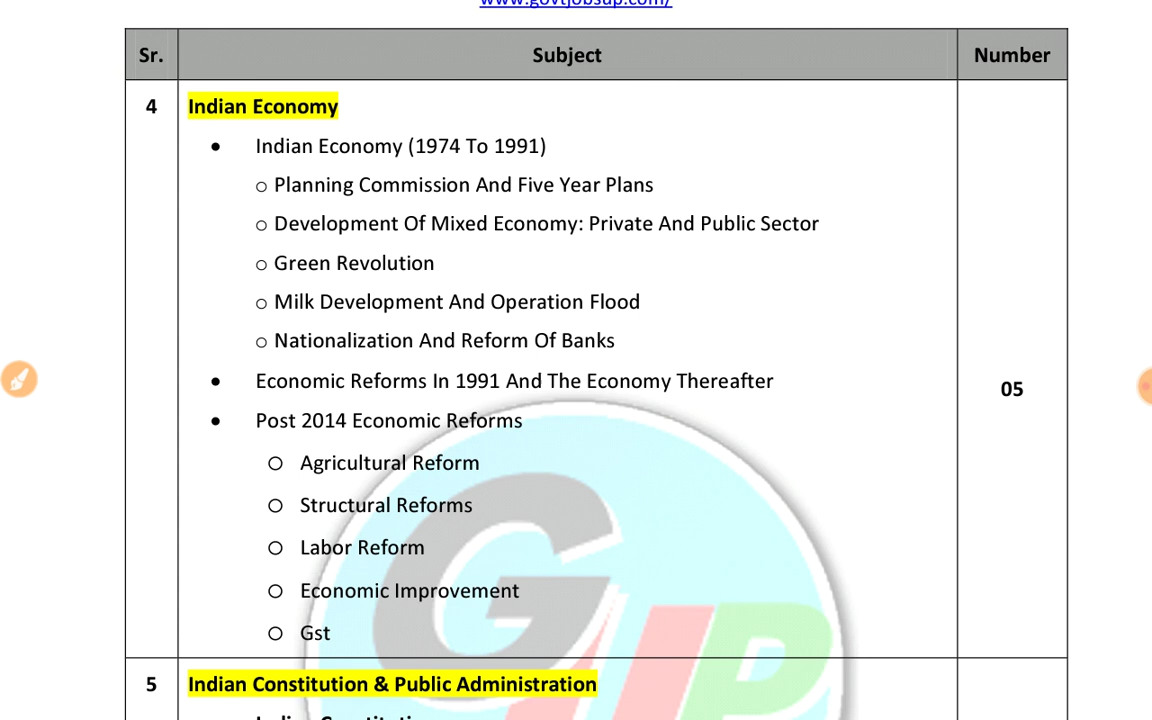 www.govtjobsup.com/
Sr. Subject Number
4 Indian Economy
• Indian Economy (1974 To 1991)
o Planning Commission And Five Year Plans
o Development Of Mixed Economy: Private And Public Sector
o Green Revolution
o Milk Development And Operation Flood
o Nationalization And Reform Of Banks
• Economic Reforms In 1991 And The Economy Thereafter
05
• Post 2014 Economic Reforms
O Agricultural Reform
O Structural Reforms
O Labor Reform
O Economic Improvement
O Gst
5 Indian Constitution & Public Administration